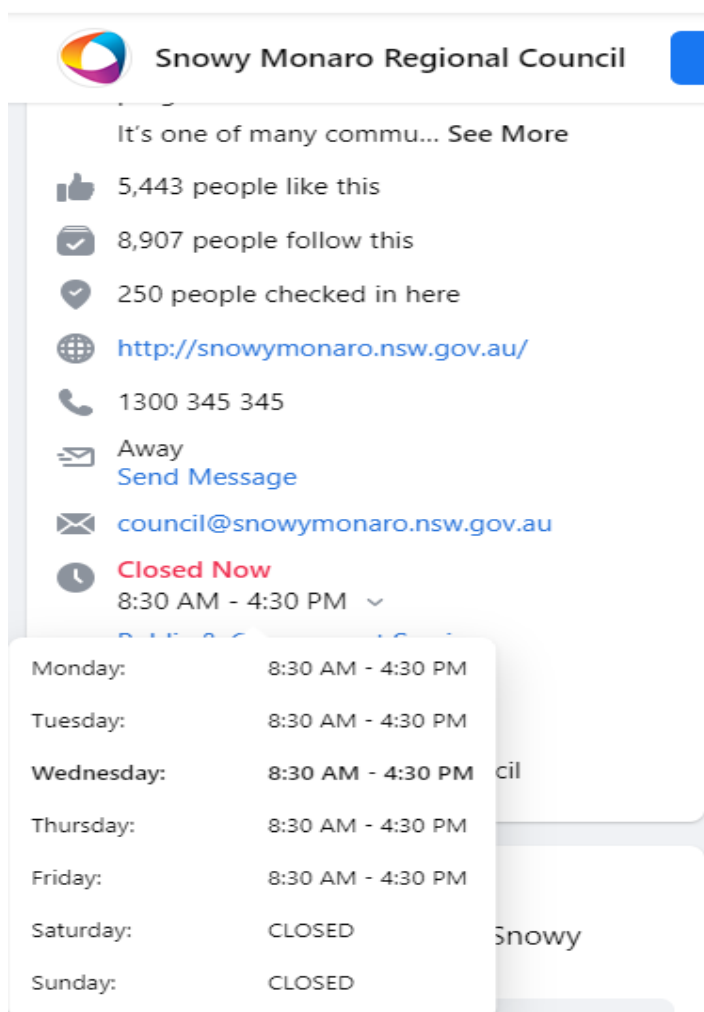 Snowy Monaro Regional Council
It's one of many commu... See More
5,443 people like this
8,907 people follow this
250 people checked in here
http://snowymonaro.nsw.gov.au/
1300 345 345
Away
Send Message
council@snowymonaro.nsw.gov.au
Closed Now
8:30 AM - 4:30 PM
Monday: 8:30 AM - 4:30 PM
Tuesday: 8:30 AM - 4:30 PM
Wednesday: 8:30 AM - 4:30 PM
cil
Thursday: 8:30 AM - 4:30 PM
Friday: 8:30 AM - 4:30 PM
Saturday: CLOSED
Snowy
Sunday: CLOSED